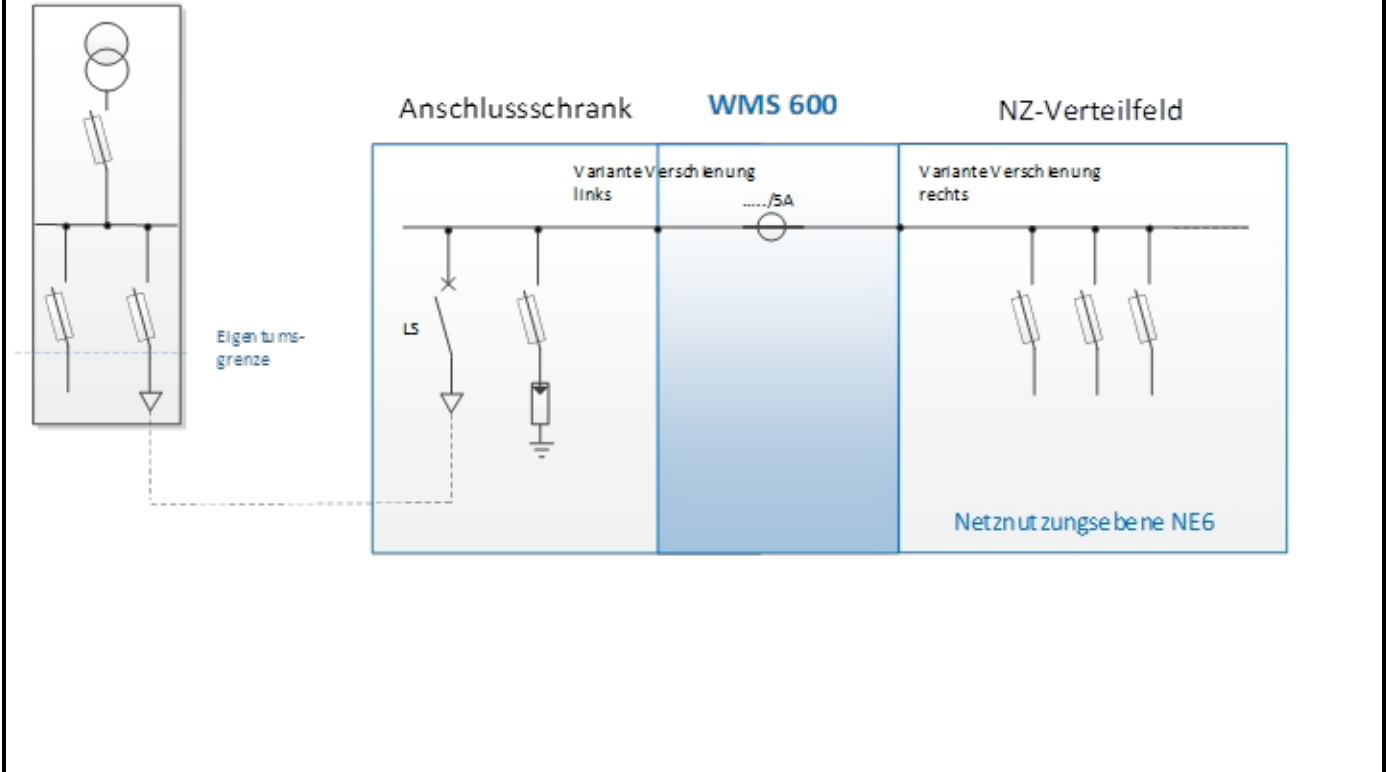 Anschlussschrank
WMS 600
NZ-Verteilfeld
Variante Verschienung
links
...../5A
Variante Verschienung
rechts
LS
Eigentums-
grenze
Netznutzungsebene NE6